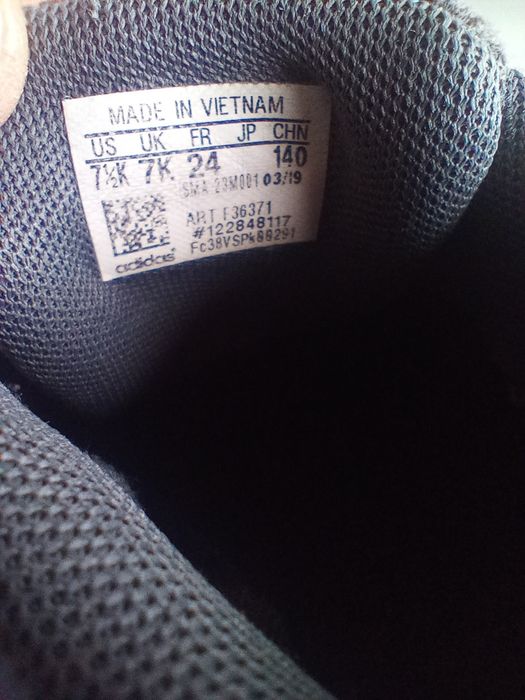 MADE IN VIETNAM
US UK FR JP CHN
7½K 7K 24 140
03/19
ART F36371
#122848117
adidas